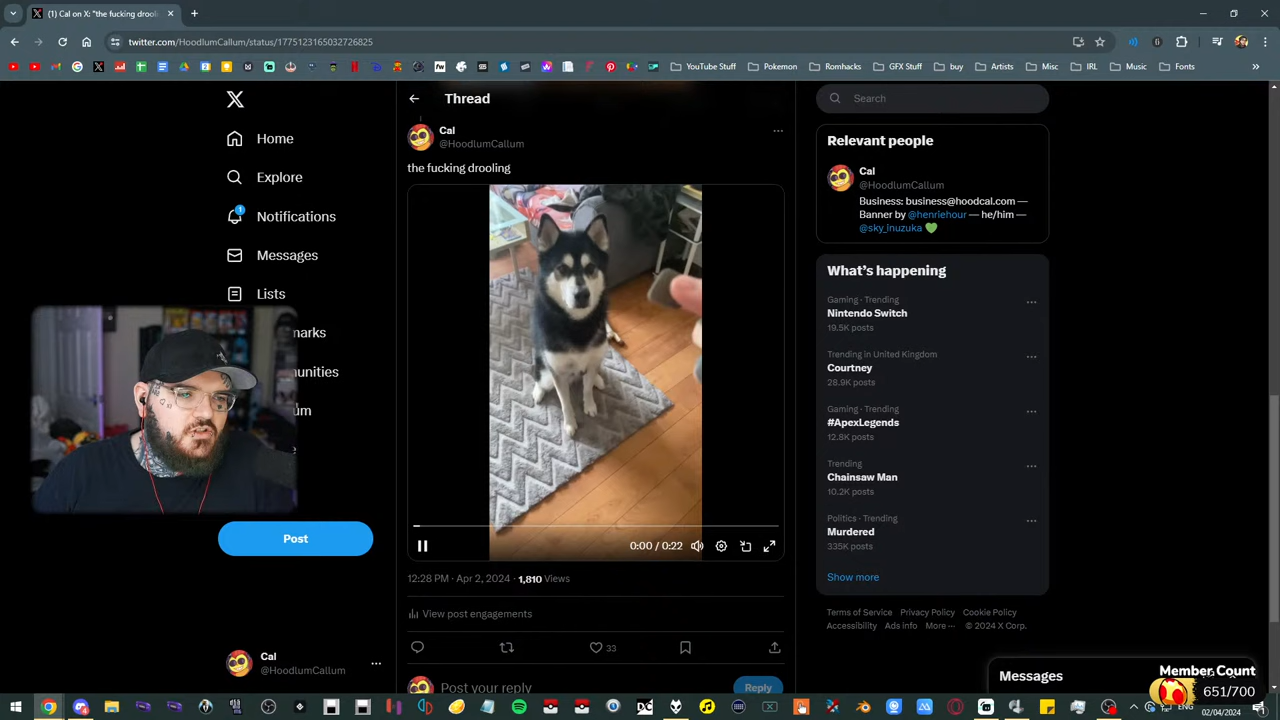 (1) Cal on X: "the fucking drool
twitter.com/HoodlumCallum/status/1775123165032726825
YouTube Stuff
Pokemon
Romhacks
GFX Stuff
buy
Artists
Misc
IRL
Music
Fonts
Home
Explore
1
Notifications
Messages
Lists
Post
Cal
@HoodlumCallum
Thread
Cal
@HoodlumCallum
the fucking drooling
0:00 / 0:22
12:28 PM · Apr 2, 2024 · 1,810 Views
View post engagements
33
Post your reply
Reply
Search
Relevant people
Cal
@HoodlumCallum
Business: business@hoodcal.com —
Banner by @henriehour — he/him —
@sky_inuzuka
What's happening
Gaming · Trending
Nintendo Switch
19.5K posts
Trending in United Kingdom
Courtney
28.9K posts
Gaming · Trending
#ApexLegends
12.8K posts
Trending
Chainsaw Man
10.2K posts
Politics · Trending
Murdered
335K posts
Show more
Terms of Service Privacy Policy Cookie Policy
Accessibility Ads info More ··· © 2024 X Corp.
Messages
Member Count
651/700
ENG
02/04/2024